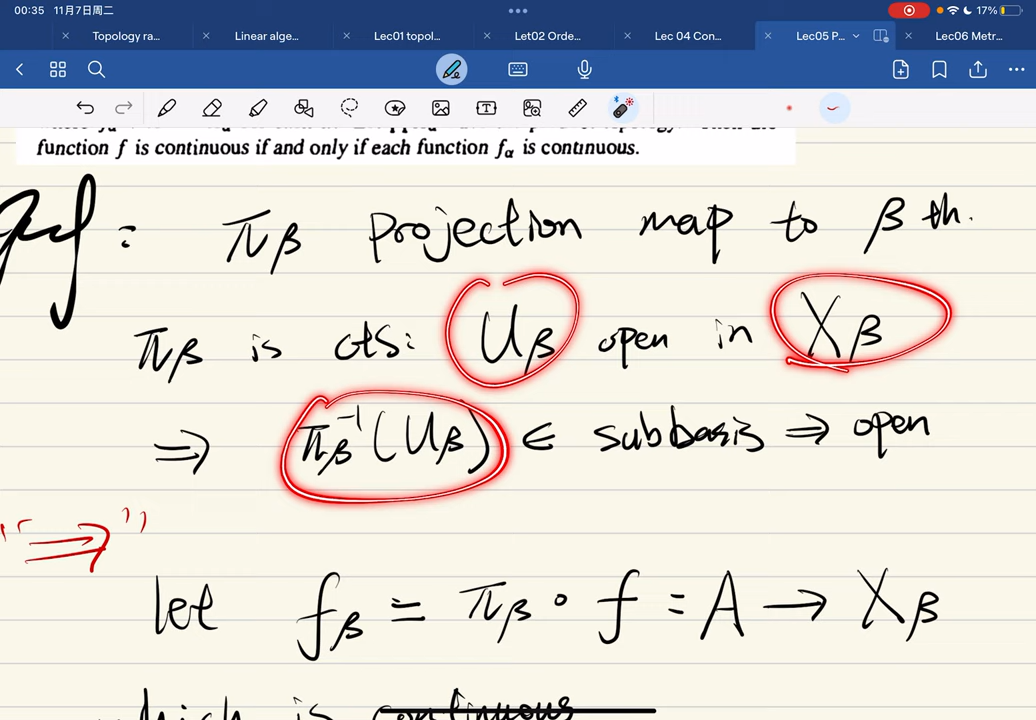 00:35 11月7日周二
17%
Topology ra... Linear alge... Lec01 topol... Let02 Orde... Lec 04 Con... Lec05 P... Lec06 Metr...
function f is continuous if and only if each function fα is continuous.
πβ projection map to β th.
πβ is cts: Uβ open in Xβ
⇒ πβ⁻¹(Uβ) ∈ subbasis ⇒ open
"⇒"
let fβ = πβ ∘ f : A → Xβ
which is continuous